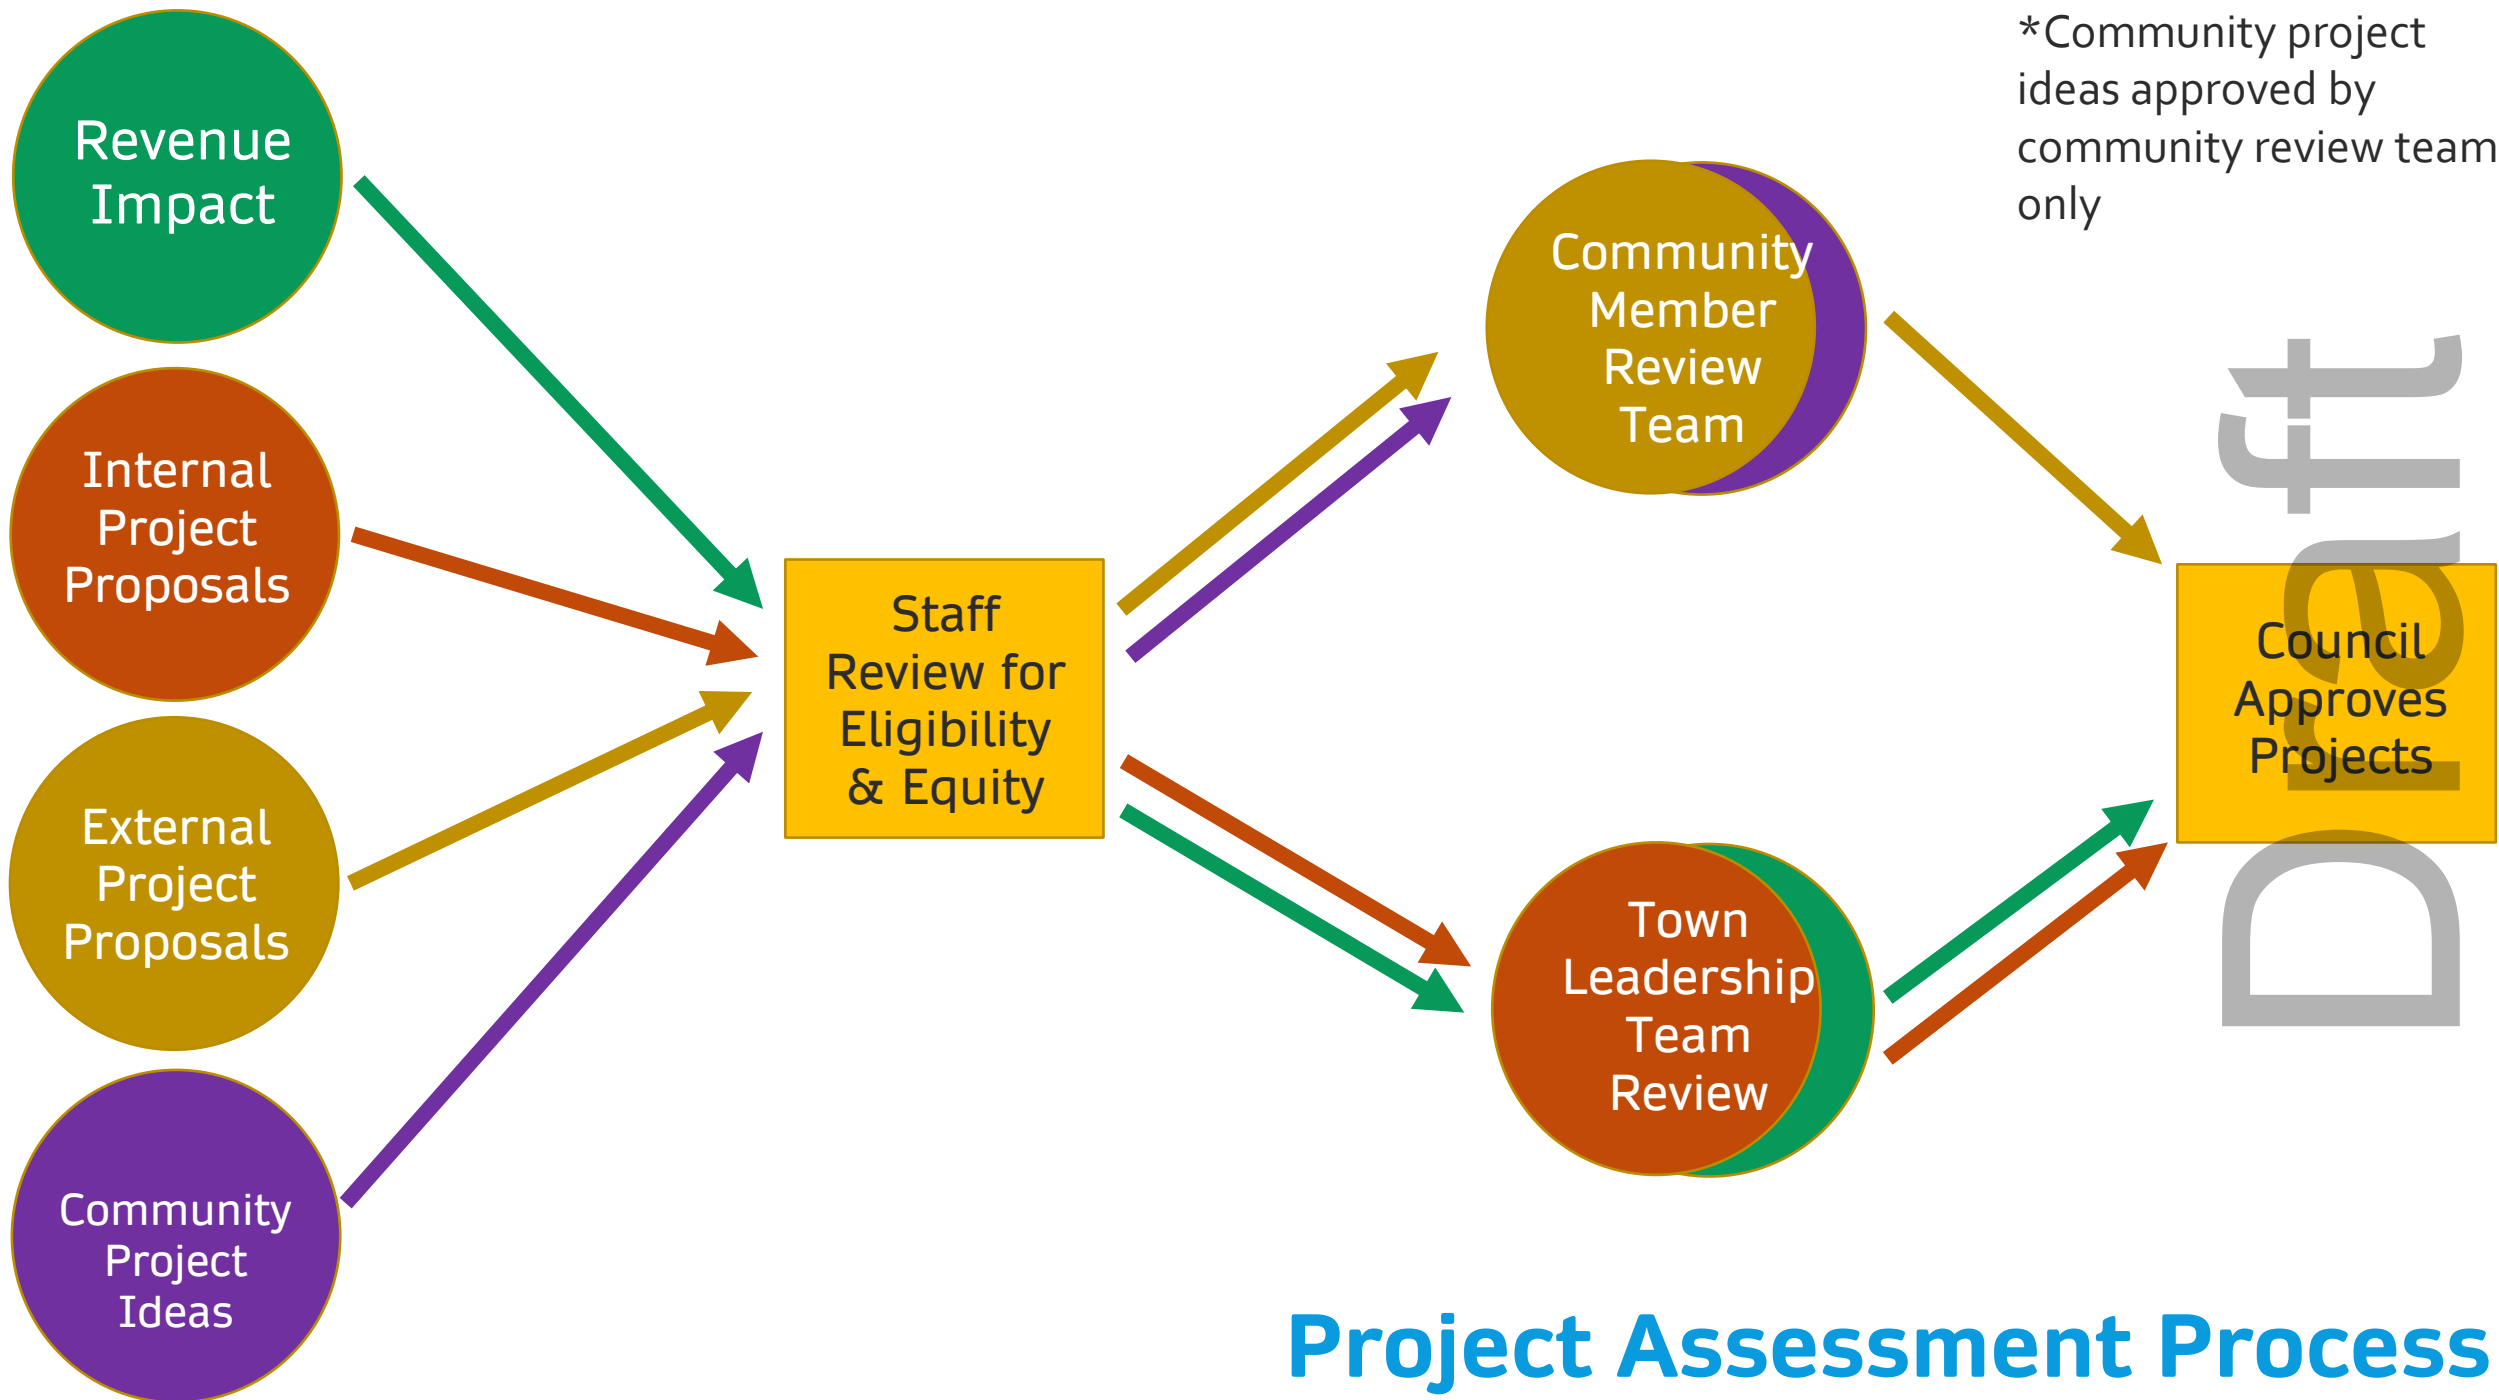 Revenue
Impact
Internal
Project
Proposals
External
Project
Proposals
Community
Project
Ideas
Staff
Review for
Eligibility
& Equity
Community
Member
Review
Team
Town
Leadership
Team
Review
*Community project
ideas approved by
community review team
only
Council
Approves
Projects
Draft
Project Assessment Process